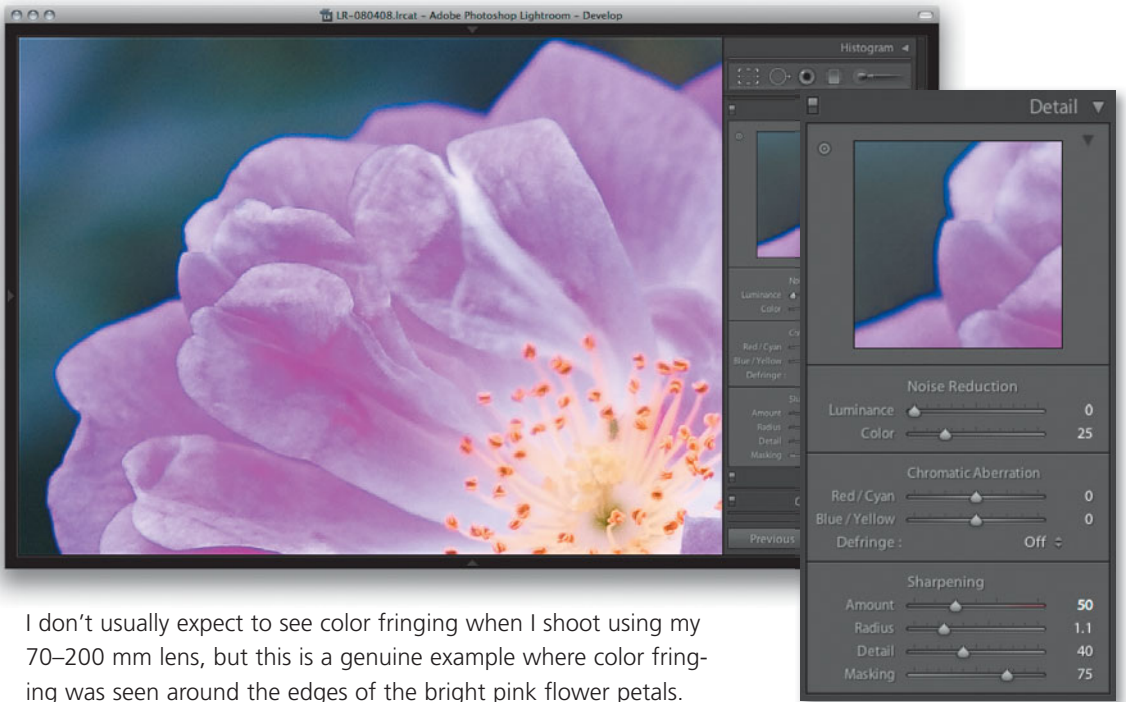 LR-080408.lrcat - Adobe Photoshop Lightroom - Develop
Histogram
Luminance
Color
Red / Cyan
Blue / Yellow
Defringe :
Amount
Radius
Detail
Masking
Previous
Detail
Noise Reduction
Luminance 0
Color 25
Chromatic Aberration
Red / Cyan 0
Blue / Yellow 0
Defringe : Off
Sharpening
Amount 50
Radius 1.1
Detail 40
Masking 75
I don’t usually expect to see color fringing when I shoot using my
70–200 mm lens, but this is a genuine example where color fring-
ing was seen around the edges of the bright pink flower petals.